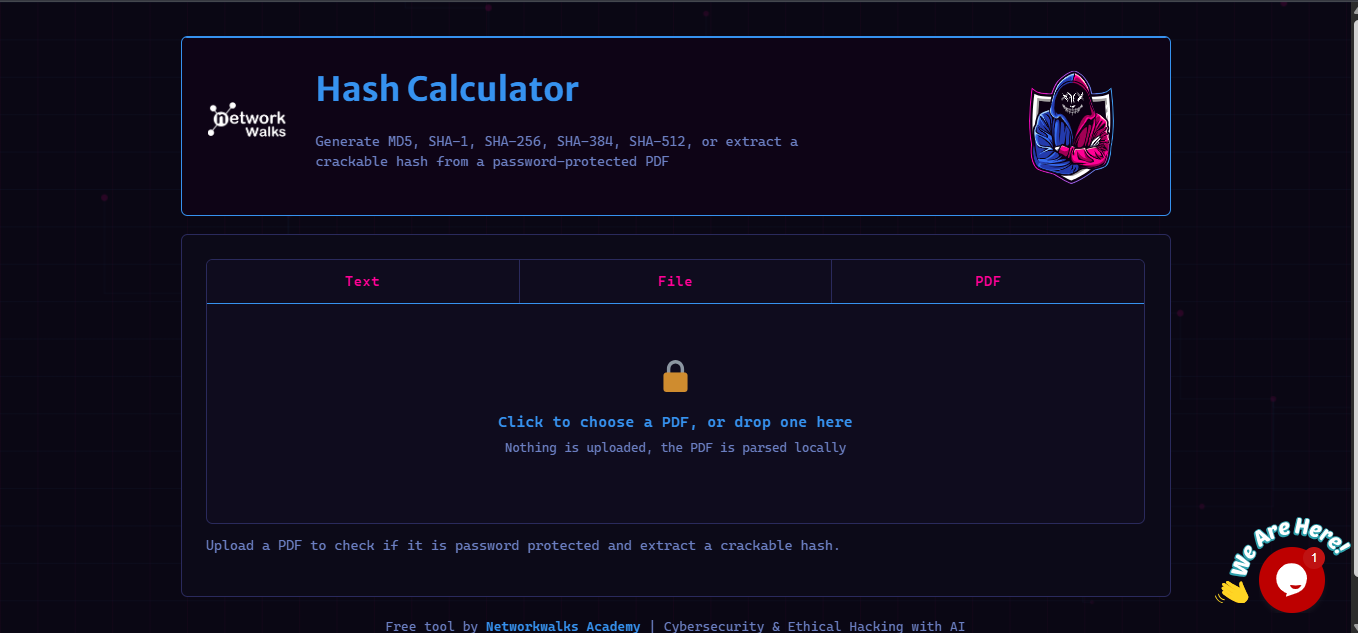 network
Walks
Hash Calculator
Generate MD5, SHA-1, SHA-256, SHA-384, SHA-512, or extract a
crackable hash from a password-protected PDF
Text
File
PDF
Click to choose a PDF, or drop one here
Nothing is uploaded, the PDF is parsed locally
Upload a PDF to check if it is password protected and extract a crackable hash.
We Are Here!
1
Free tool by Networkwalks Academy | Cybersecurity & Ethical Hacking with AI